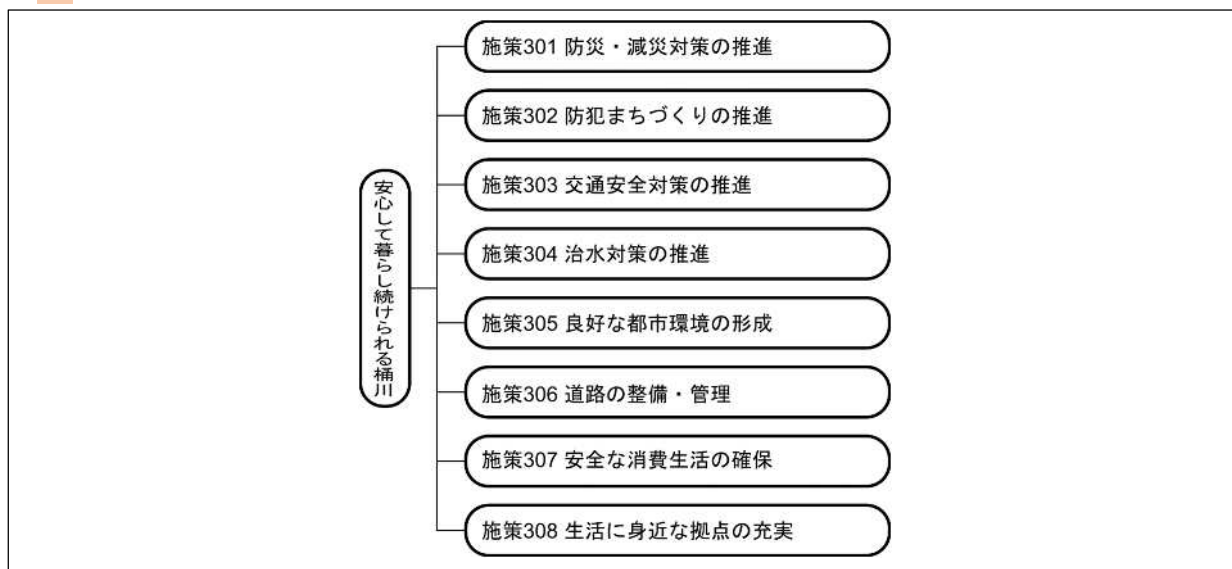 安心して暮らし続けられる桶川
施策301 防災・減災対策の推進
施策302 防犯まちづくりの推進
施策303 交通安全対策の推進
施策304 治水対策の推進
施策305 良好な都市環境の形成
施策306 道路の整備・管理
施策307 安全な消費生活の確保
施策308 生活に身近な拠点の充実